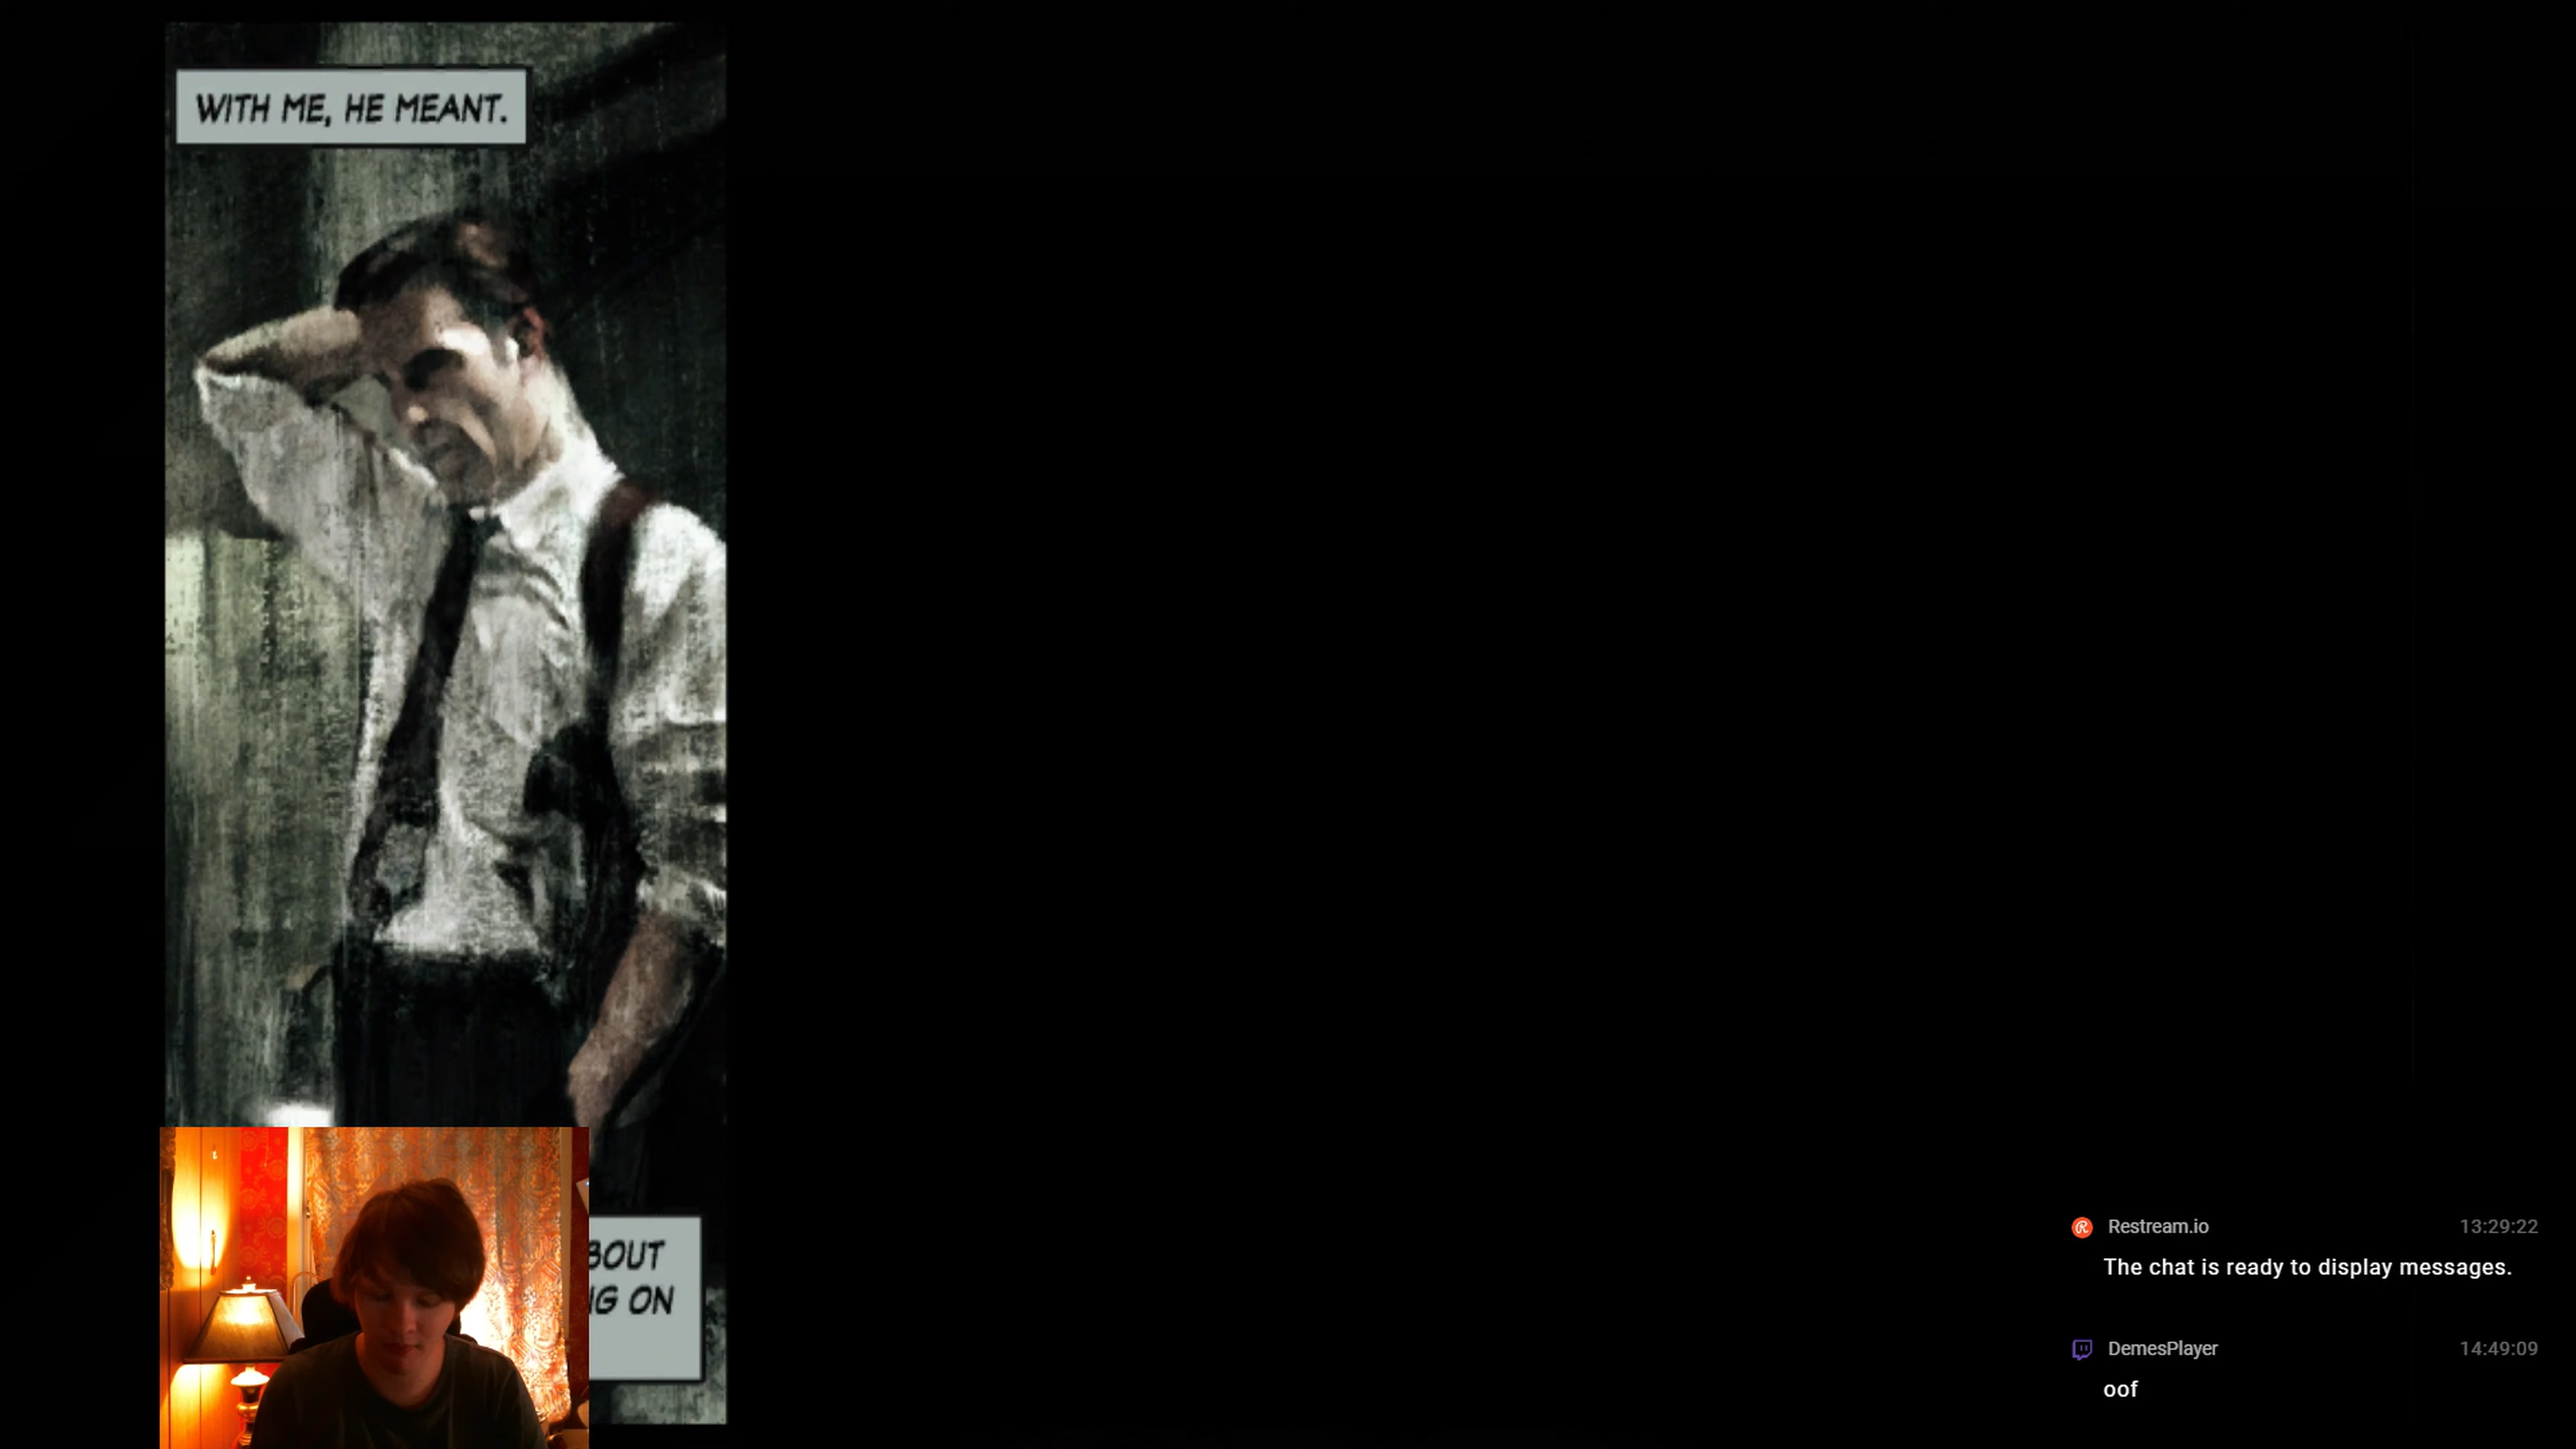 WITH ME, HE MEANT.
BOUT
ON
Restream.io 13:29:22
The chat is ready to display messages.
DemesPlayer 14:49:09
oof